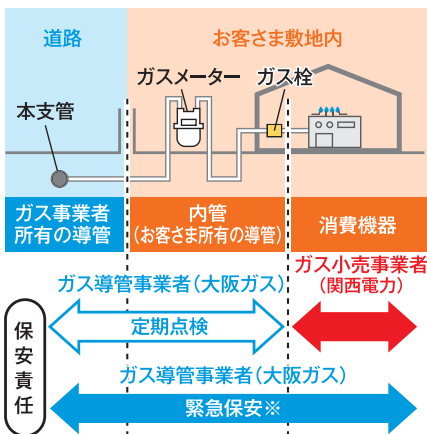 道路
お客さま敷地内
ガスメーター
ガス栓
本支管
ガス事業者
所有の導管
内管
(お客さま所有の導管)
消費機器
保安責任
ガス導管事業者(大阪ガス)
定期点検
ガス小売事業者
(関西電力)
ガス導管事業者(大阪ガス)
緊急保安※